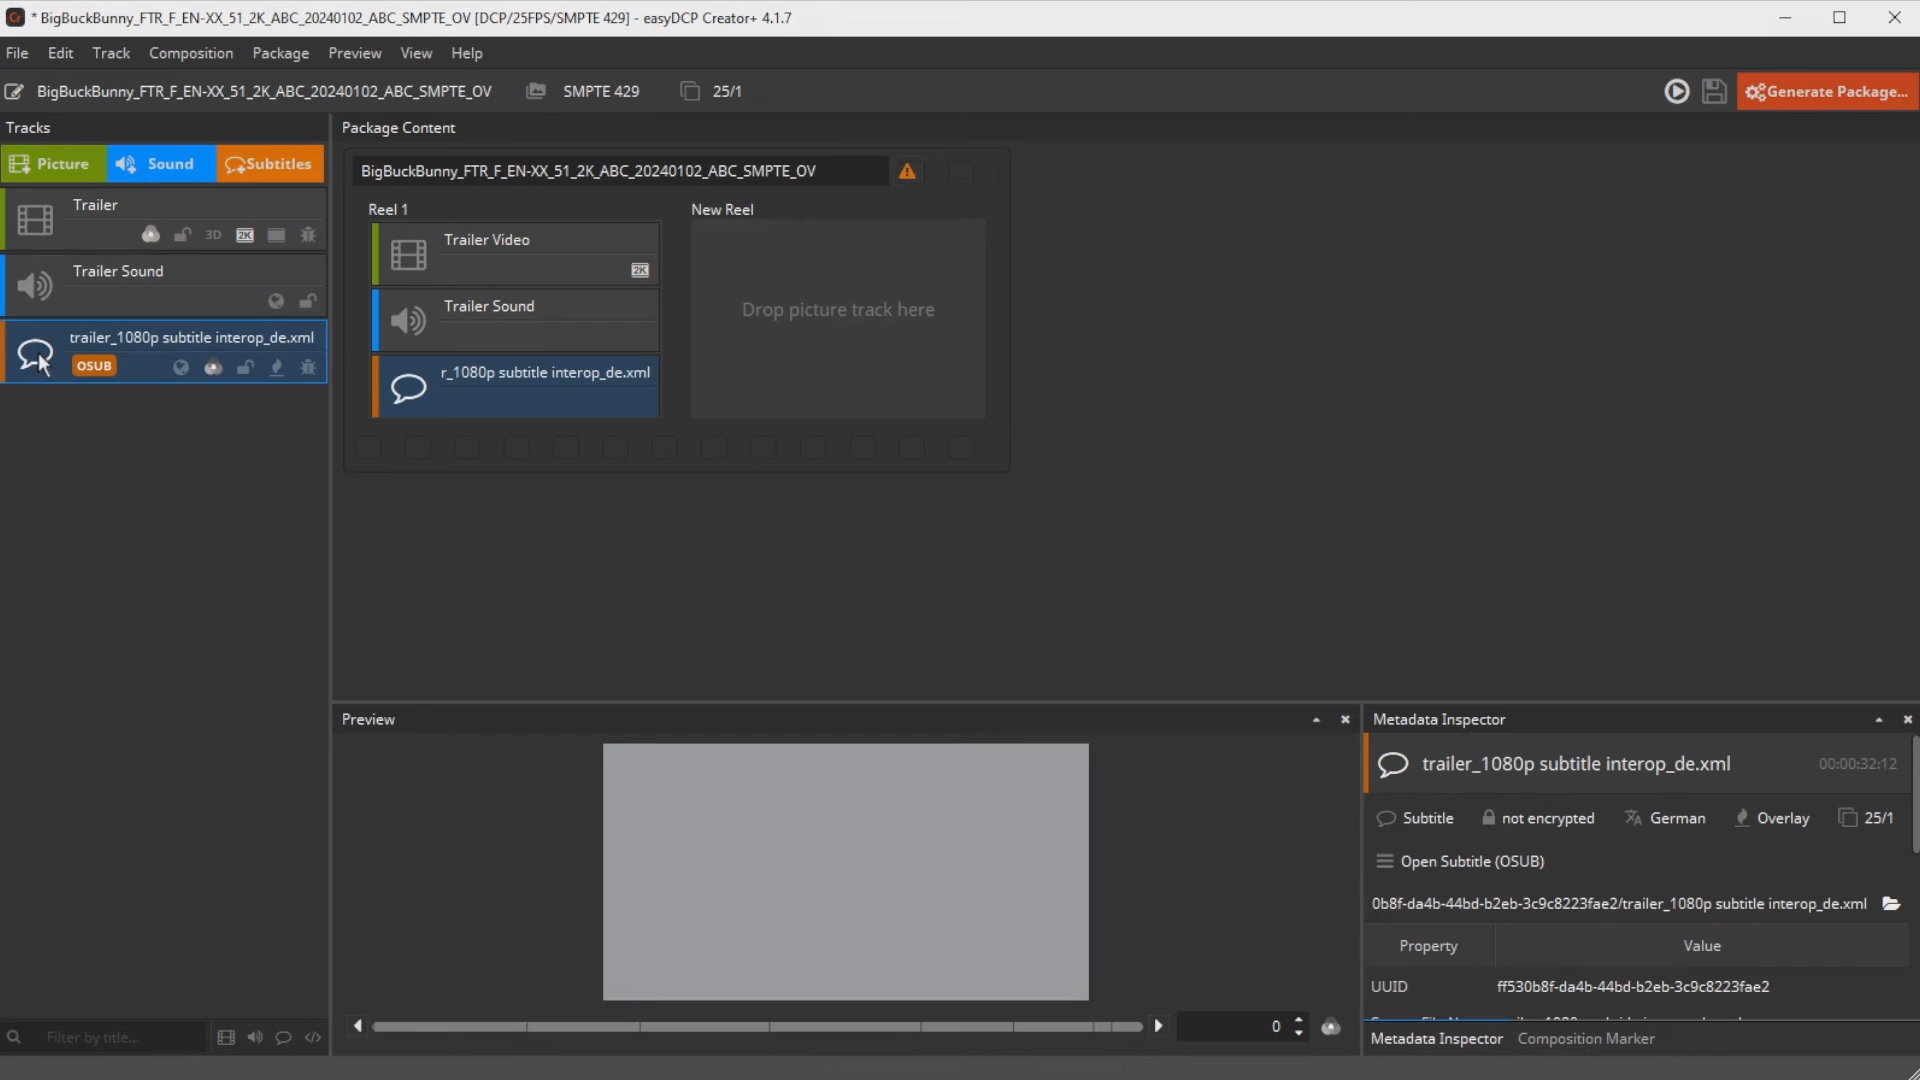 * BigBuckBunny_FTR_F_EN-XX_51_2K_ABC_20240102_ABC_SMPTE_OV [DCP/25FPS/SMPTE 429] - easyDCP Creator+ 4.1.7
File Edit Track Composition Package Preview View Help
BigBuckBunny_FTR_F_EN-XX_51_2K_ABC_20240102_ABC_SMPTE_OV SMPTE 429 25/1 Generate Package...
Tracks
Package Content
Picture Sound Subtitles
BigBuckBunny_FTR_F_EN-XX_51_2K_ABC_20240102_ABC_SMPTE_OV
Trailer
3D 2K
Trailer Sound
trailer_1080p subtitle interop_de.xml
OSUB
Reel 1
New Reel
Trailer Video
2K
Trailer Sound
r_1080p subtitle interop_de.xml
Drop picture track here
Preview
Metadata Inspector
trailer_1080p subtitle interop_de.xml 00:00:32:12
Subtitle not encrypted German Overlay 25/1
Open Subtitle (OSUB)
0b8f-da4b-44bd-b2eb-3c9c8223fae2/trailer_1080p subtitle interop_de.xml
Property Value
UUID ff530b8f-da4b-44bd-b2eb-3c9c8223fae2
0
Filter by title...
Metadata Inspector Composition Marker